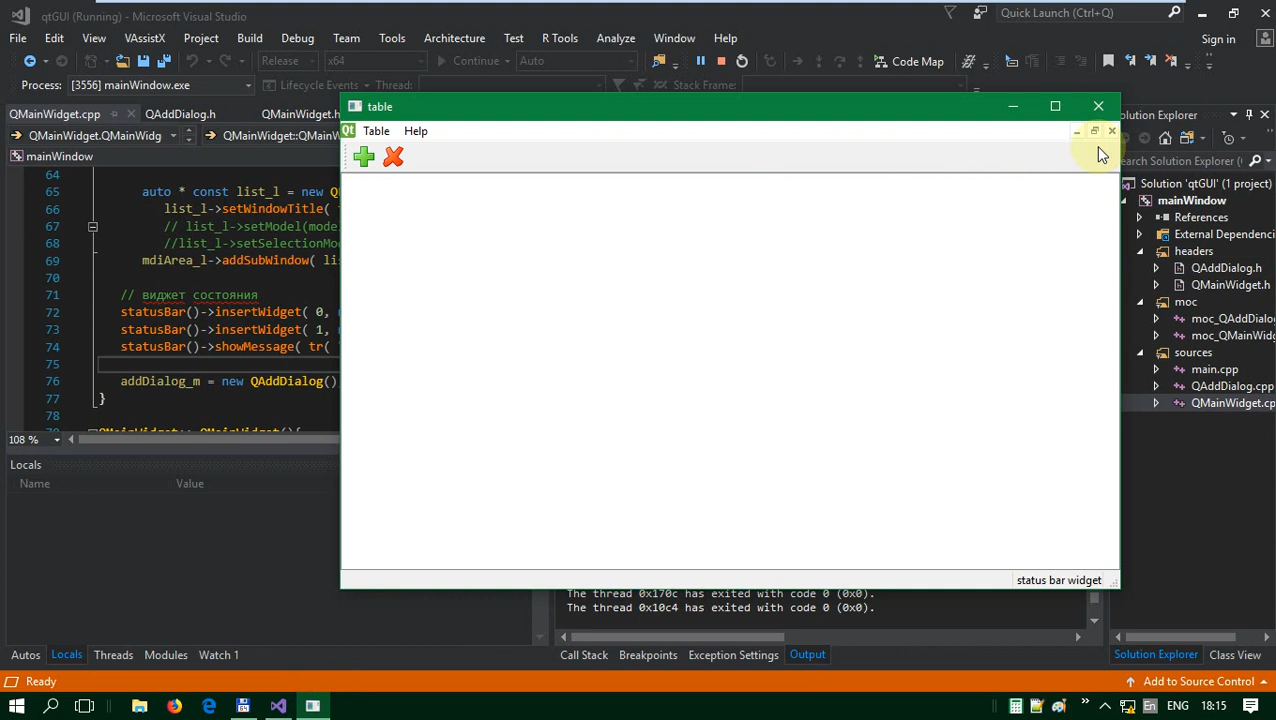 qtGUI (Running) - Microsoft Visual Studio
Quick Launch (Ctrl+Q)
File Edit View VAssistX Project Build Debug Team Tools Architecture Test R Tools Analyze Window Help
Sign in
Release x64 Continue Auto Code Map
Process: [3556] mainWindow.exe Lifecycle Events Thread: Stack Frame:
QMainWidget.cpp QAddDialog.h QMainWidget.h
QMainWidget.QMainWidg QMainWidget::QMainWi
mainWindow
64
65 auto * const list_l = new Q
66 list_l->setWindowTitle(
67 // list_l->setModel(mode
68 //list_l->setSelectionMo
69 mdiArea_l->addSubWindow( li
70
71 // виджет состояния
72 statusBar()->insertWidget( 0,
73 statusBar()->insertWidget( 1,
74 statusBar()->showMessage( tr(
75
76 addDialog_m = new QAddDialog()
77 }
78
108 %
Locals
Name Value
table
Qt Table Help
status bar widget
The thread 0x170c has exited with code 0 (0x0).
The thread 0x10c4 has exited with code 0 (0x0).
Solution Explorer
Search Solution Explorer
Solution 'qtGUI' (1 project)
mainWindow
References
External Dependenci
headers
QAddDialog.h
QMainWidget.h
moc
moc_QAddDialo
moc_QMainWidg
sources
main.cpp
QAddDialog.cpp
QMainWidget.cp
Autos Locals Threads Modules Watch 1
Call Stack Breakpoints Exception Settings Output
Solution Explorer Class View
Ready
Add to Source Control
64
En ENG 18:15